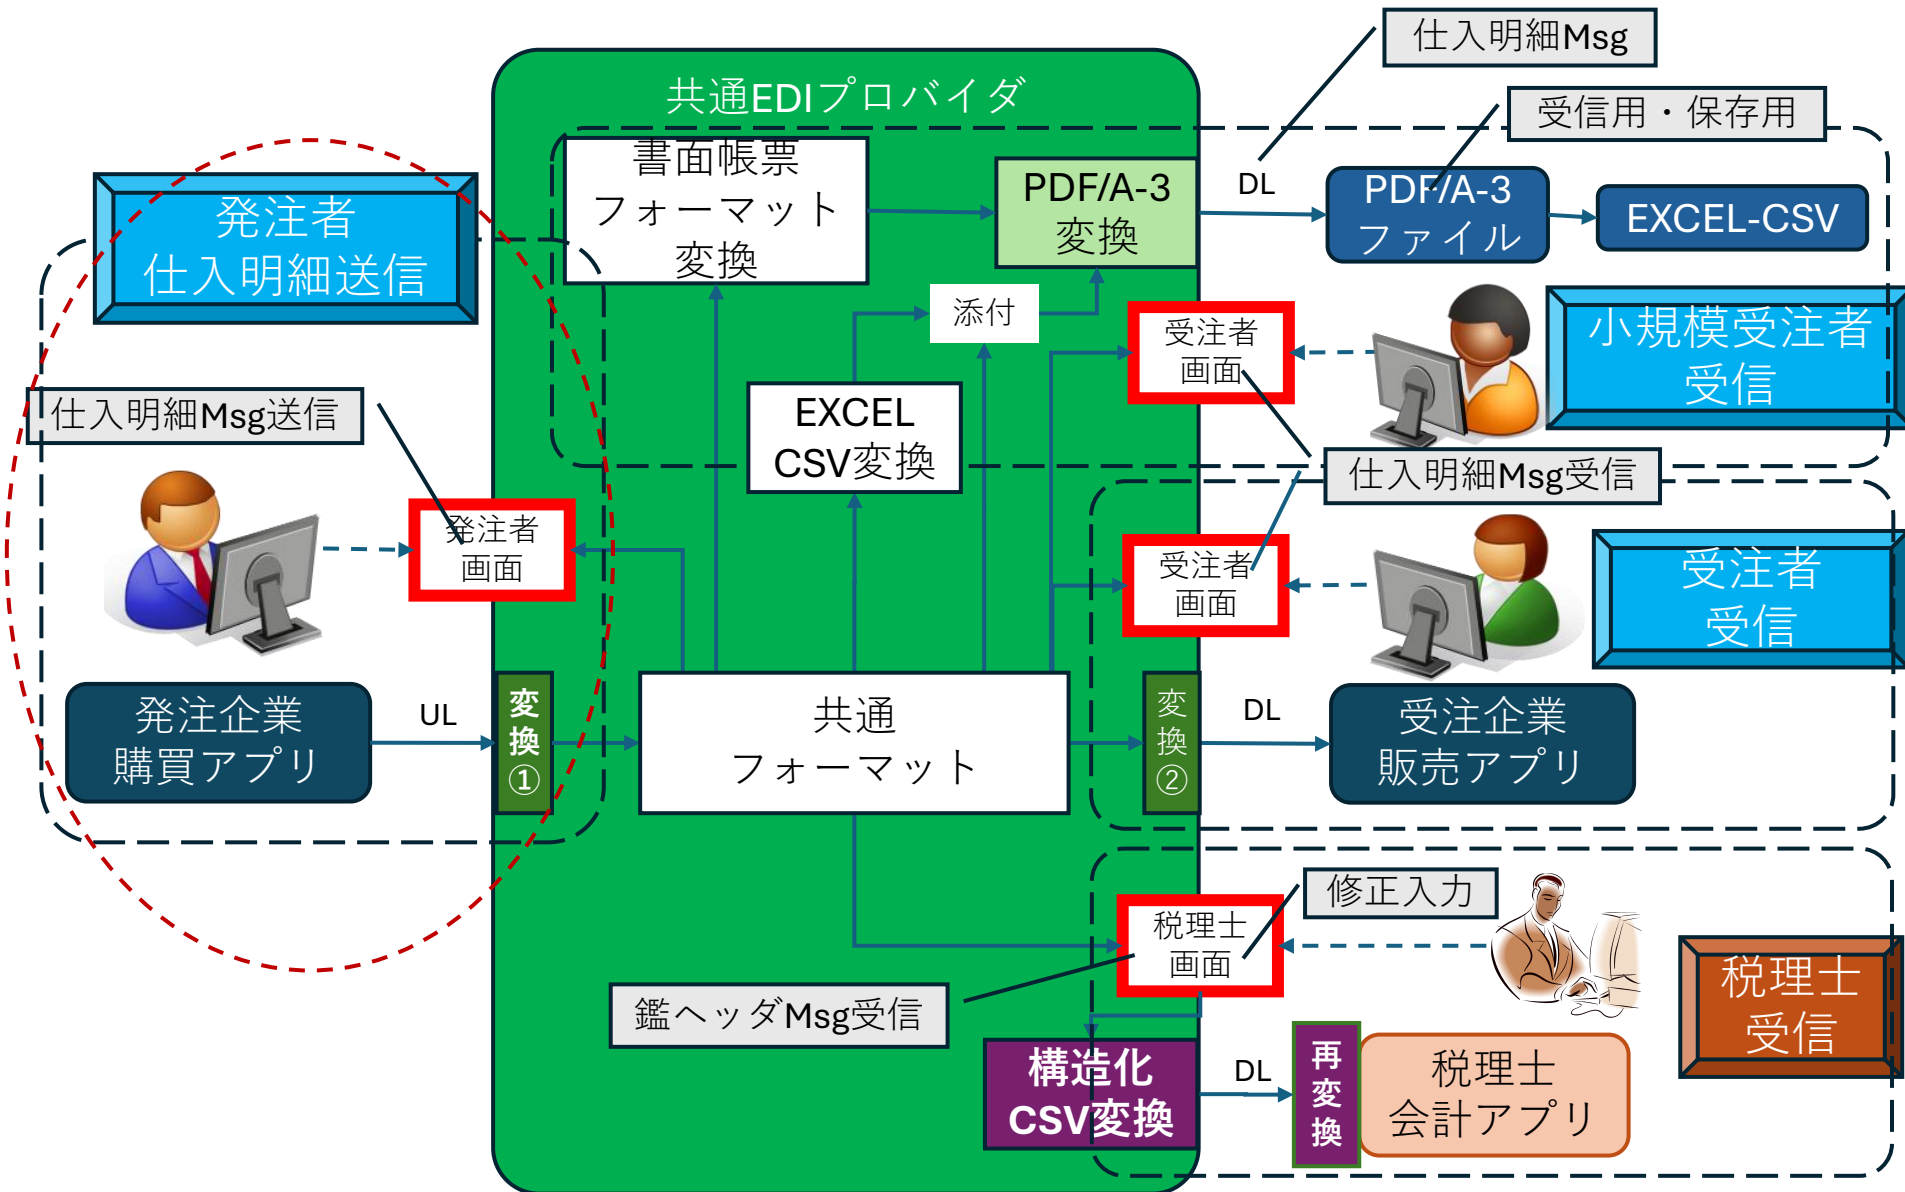 仕入明細Msg
共通EDIプロバイダ
受信用・保存用
書面帳票
フォーマット
変換
PDF/A-3
変換
DL
PDF/A-3
ファイル
EXCEL-CSV
発注者
仕入明細送信
添付
受注者
画面
小規模受注者
受信
仕入明細Msg送信
EXCEL
CSV変換
仕入明細Msg受信
発注者
画面
受注者
画面
受注者
受信
発注企業
購買アプリ
UL
変
換
①
共通
フォーマット
変
換
②
DL
受注企業
販売アプリ
修正入力
税理士
画面
鑑ヘッダMsg受信
税理士
受信
構造化
CSV変換
DL
再
変
換
税理士
会計アプリ